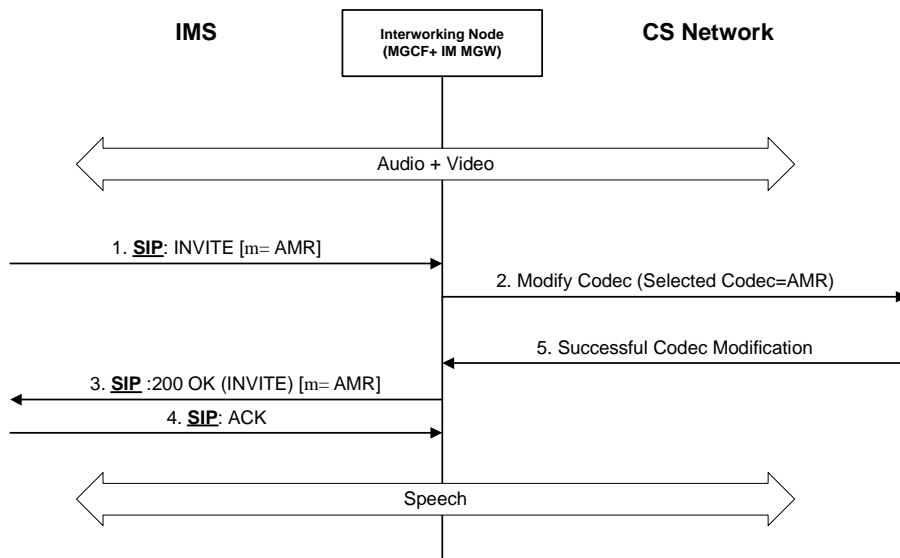 IMS
Interworking Node
(MGCF+ IM MGW)
CS Network
Audio + Video
1. SIP: INVITE [m= AMR]
2. Modify Codec (Selected Codec=AMR)
5. Successful Codec Modification
3. SIP :200 OK (INVITE) [m= AMR]
4. SIP: ACK
Speech